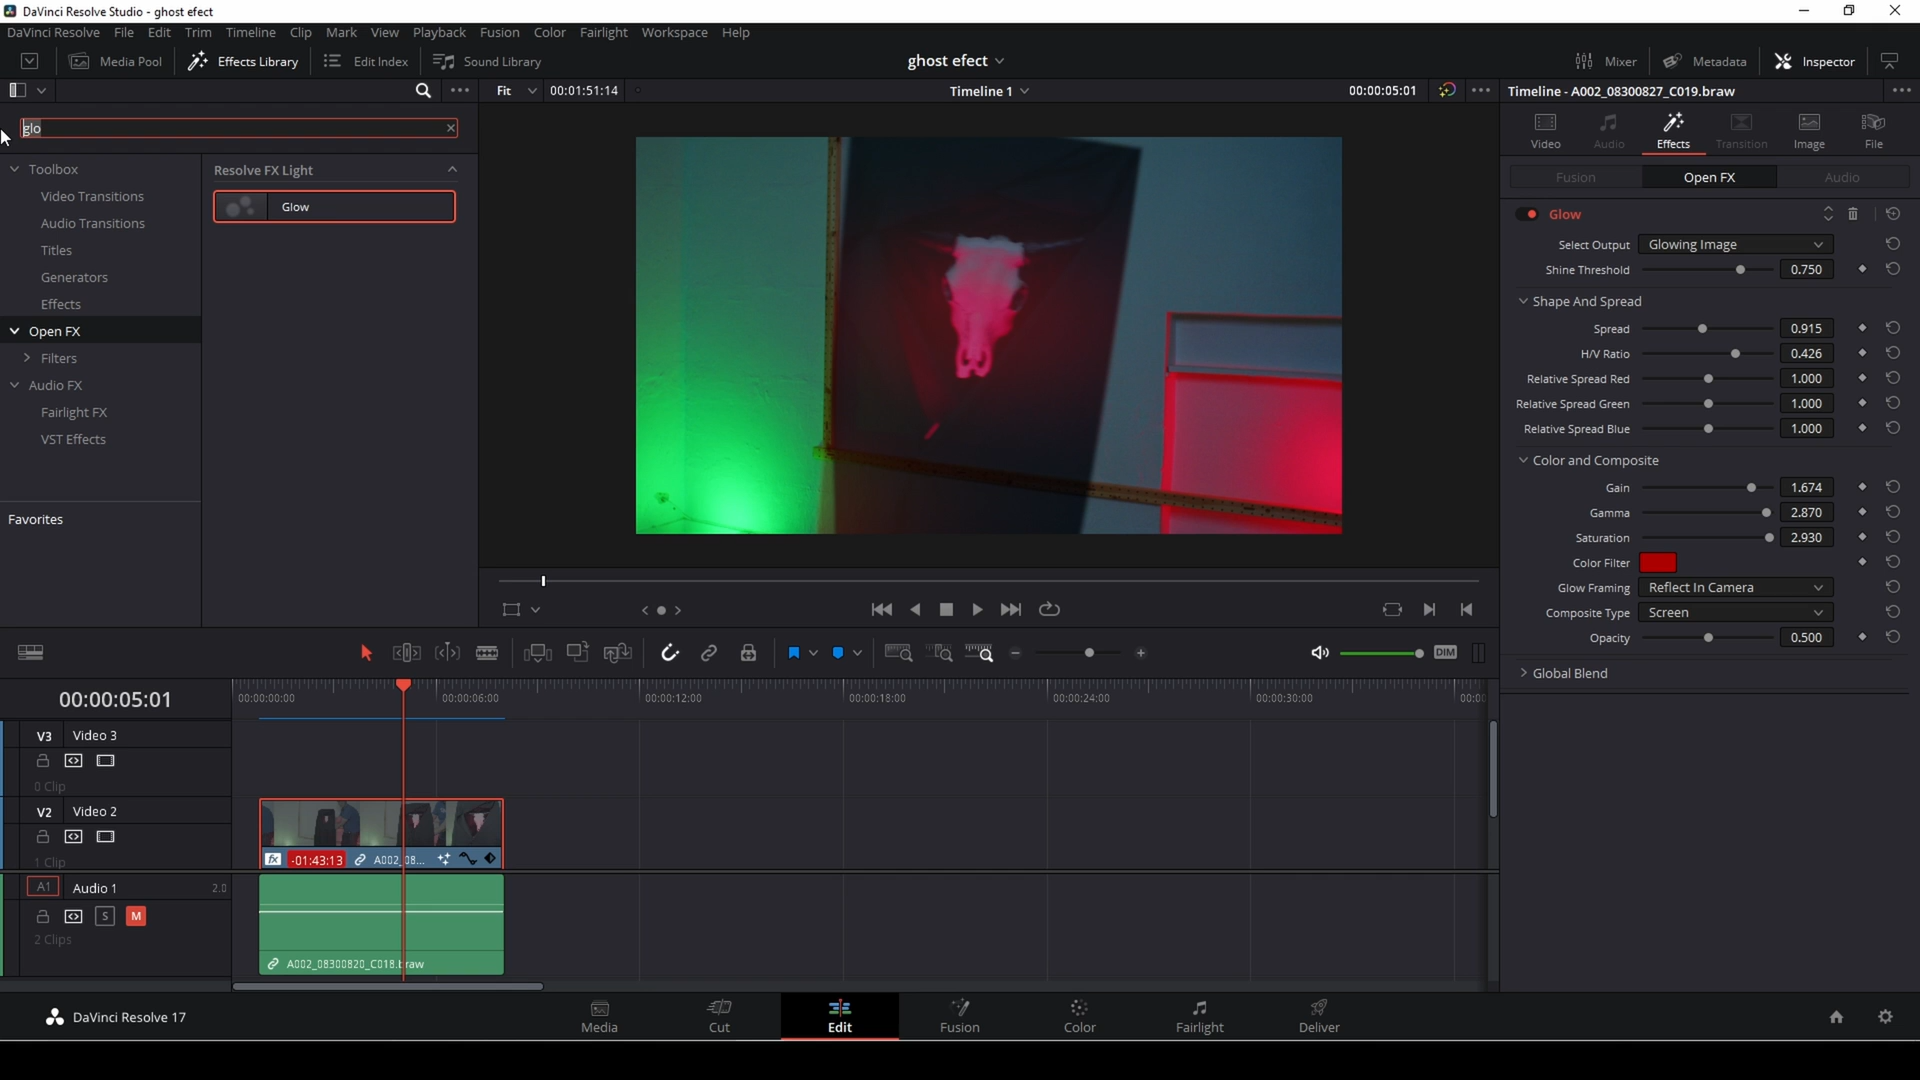 DaVinci Resolve Studio - ghost efect
DaVinci Resolve File Edit Trim Timeline Clip Mark View Playback Fusion Color Fairlight Workspace Help
Media Pool Effects Library Edit Index Sound Library ghost efect Mixer Metadata Inspector
Fit 00:01:51:14 Timeline 1 00:00:05:01 Timeline - A002_08300827_C019.braw
glo
Video Audio Effects Transition Image File
Toolbox Resolve FX Light
Fusion Open FX Audio
Video Transitions Glow
Audio Transitions
Titles
Generators
Effects
Open FX
Filters
Audio FX
Fairlight FX
VST Effects
Favorites
Glow
Select Output Glowing Image
Shine Threshold 0.750
Shape And Spread
Spread 0.915
H/V Ratio 0.426
Relative Spread Red 1.000
Relative Spread Green 1.000
Relative Spread Blue 1.000
Color and Composite
Gain 1.674
Gamma 2.870
Saturation 2.930
Color Filter
Glow Framing Reflect In Camera
Composite Type Screen
Opacity 0.500
Global Blend
DIM
00:00:05:01 00:00:00:00 00:00:06:00 00:00:12:00 00:00:18:00 00:00:24:00 00:00:30:00
V3 Video 3
0 Clip
V2 Video 2
1 Clip
fx -01:43:13 A002_08...
A1 Audio 1 2.0
S M
2 Clips
A002_08300820_C018.braw
DaVinci Resolve 17 Media Cut Edit Fusion Color Fairlight Deliver